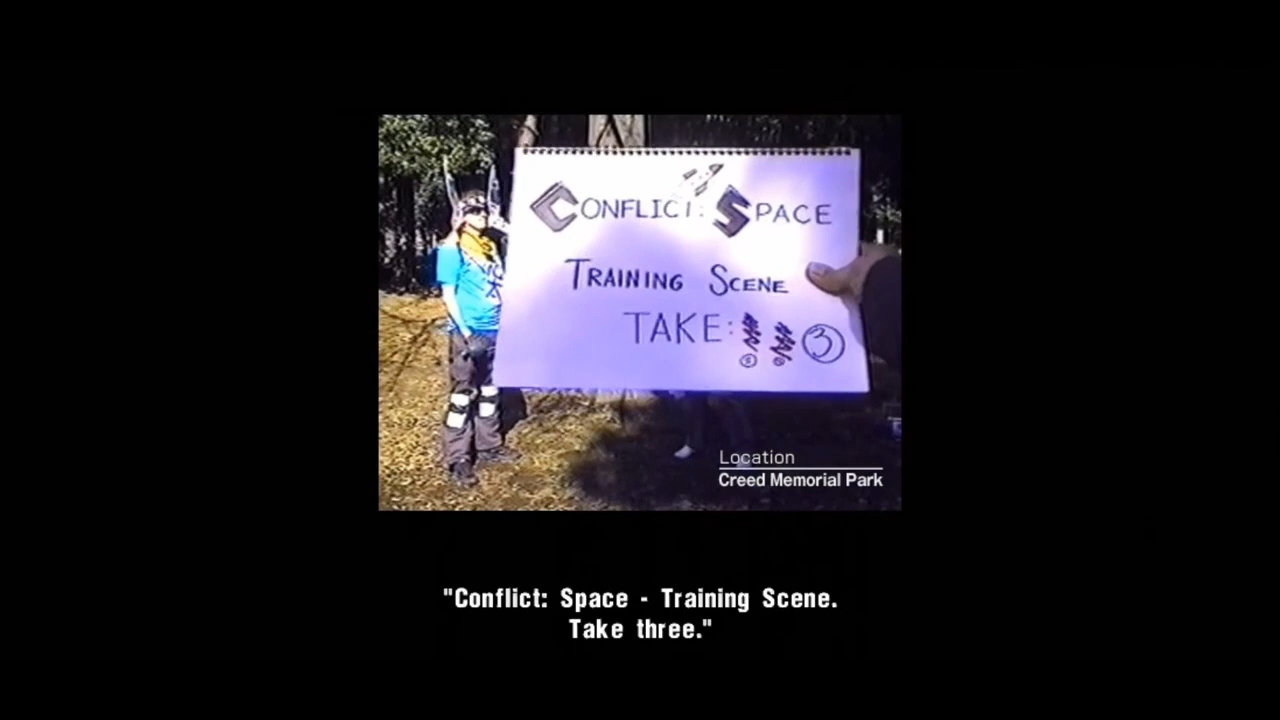 CONFLICT: SPACE
TRAINING SCENE
TAKE: 3
Location
Creed Memorial Park
"Conflict: Space - Training Scene.
Take three."